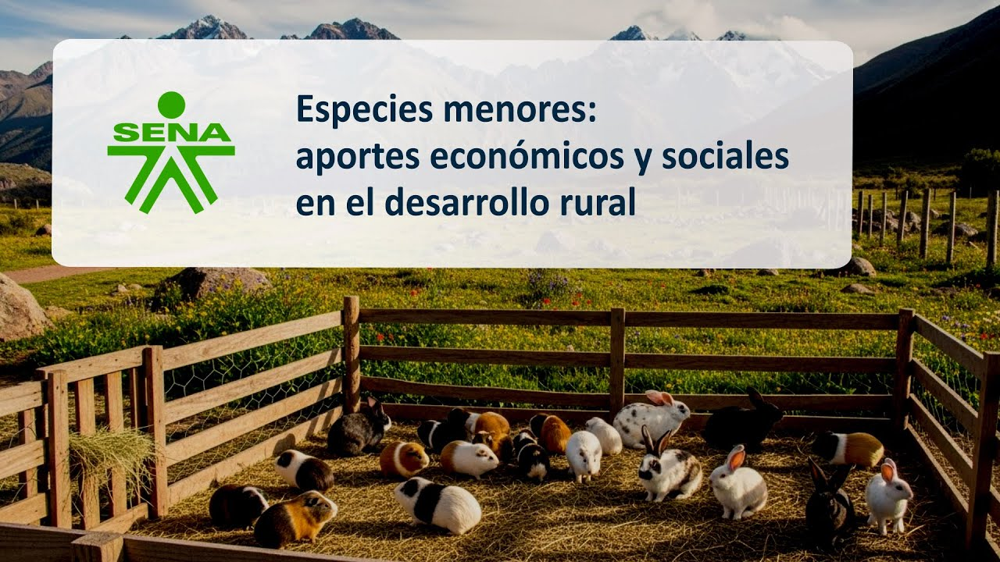 SENA
Especies menores:
aportes económicos y sociales
en el desarrollo rural